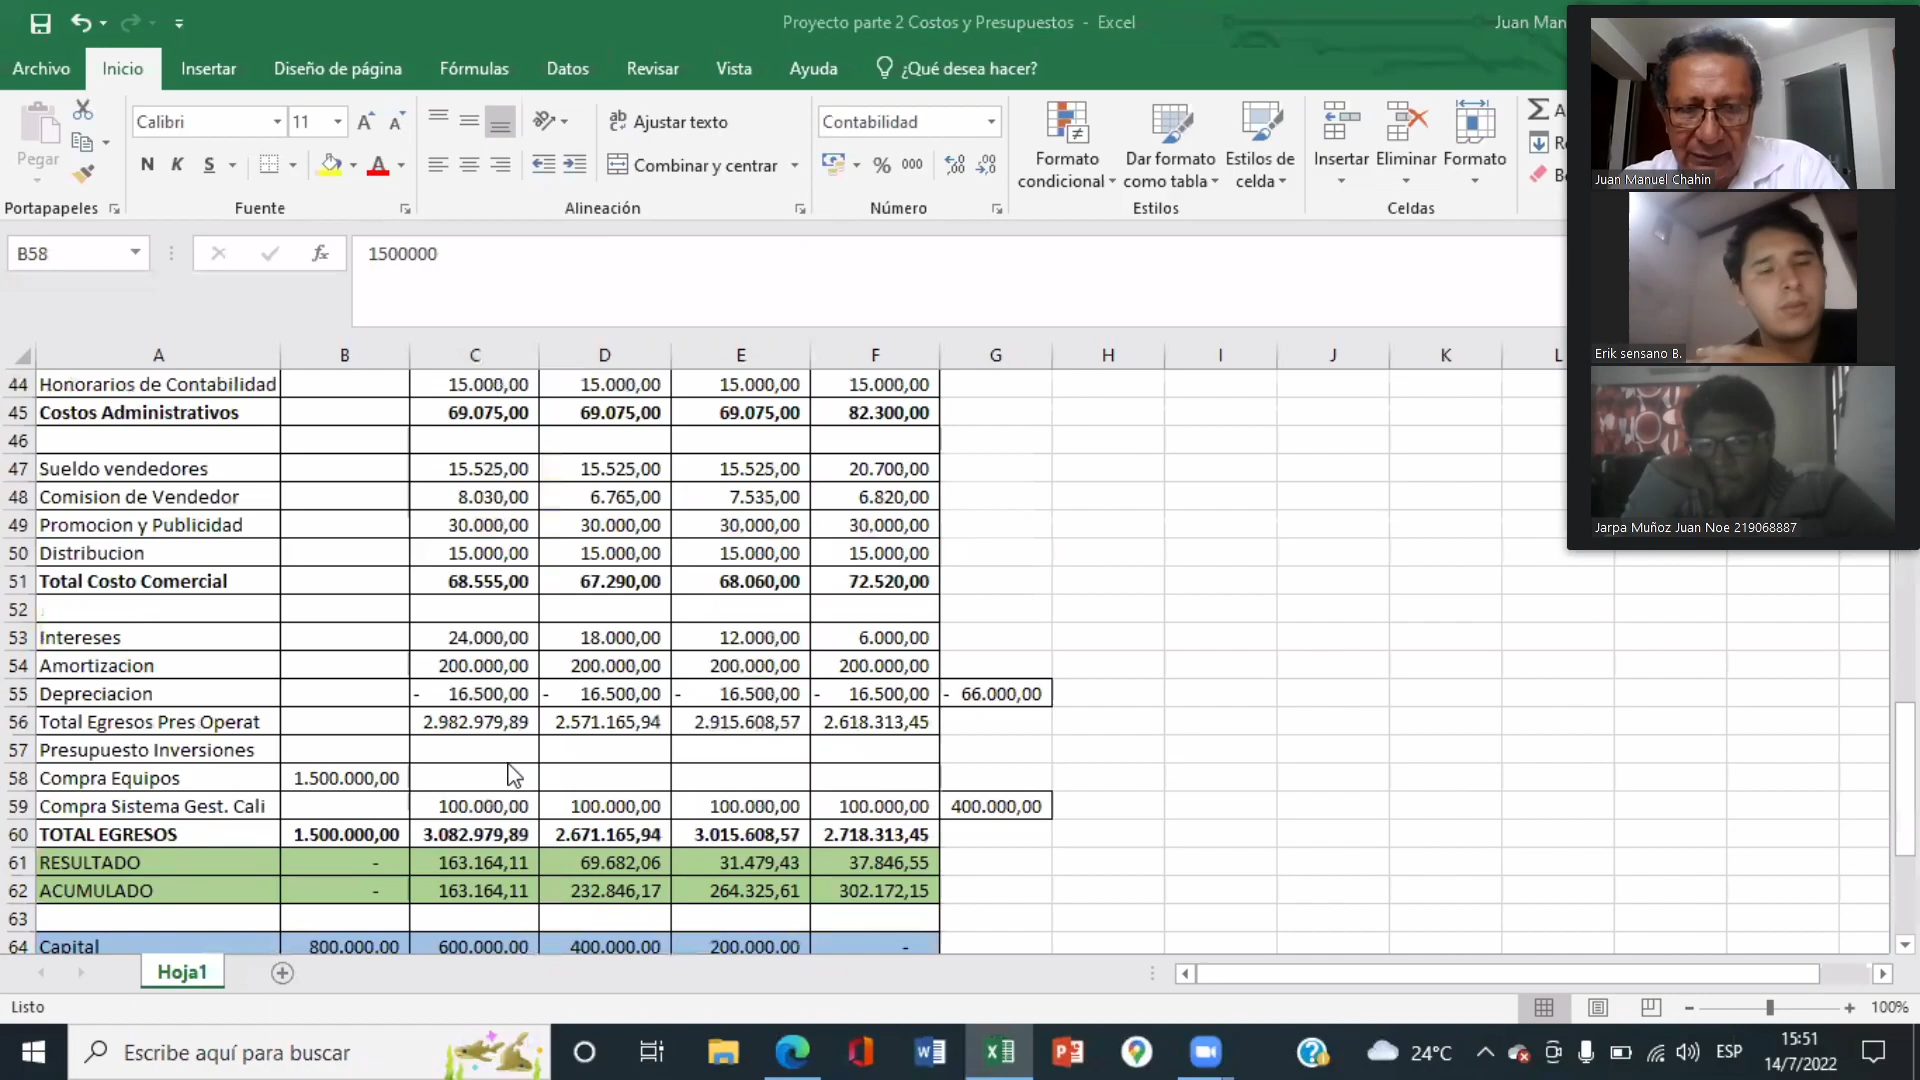 Proyecto parte 2 Costos y Presupuestos - Excel
Juan Man
Archivo Inicio Insertar Diseño de página Fórmulas Datos Revisar Vista Ayuda ¿Qué desea hacer?
Calibri 11 Ajustar texto Contabilidad
Pegar
N K S Combinar y centrar % 000
Formato condicional
Dar formato como tabla
Estilos de celda
Insertar Eliminar Formato
Portapapeles Fuente Alineación Número Estilos Celdas
B58 fx 1500000
A B C D E F G H I J K L
44 Honorarios de Contabilidad 15.000,00 15.000,00 15.000,00 15.000,00
45 Costos Administrativos 69.075,00 69.075,00 69.075,00 82.300,00
46
47 Sueldo vendedores 15.525,00 15.525,00 15.525,00 20.700,00
48 Comision de Vendedor 8.030,00 6.765,00 7.535,00 6.820,00
49 Promocion y Publicidad 30.000,00 30.000,00 30.000,00 30.000,00
50 Distribucion 15.000,00 15.000,00 15.000,00 15.000,00
51 Total Costo Comercial 68.555,00 67.290,00 68.060,00 72.520,00
52
53 Intereses 24.000,00 18.000,00 12.000,00 6.000,00
54 Amortizacion 200.000,00 200.000,00 200.000,00 200.000,00
55 Depreciacion - 16.500,00 - 16.500,00 - 16.500,00 - 16.500,00 - 66.000,00
56 Total Egresos Pres Operat 2.982.979,89 2.571.165,94 2.915.608,57 2.618.313,45
57 Presupuesto Inversiones
58 Compra Equipos 1.500.000,00
59 Compra Sistema Gest. Cali 100.000,00 100.000,00 100.000,00 100.000,00 400.000,00
60 TOTAL EGRESOS 1.500.000,00 3.082.979,89 2.671.165,94 3.015.608,57 2.718.313,45
61 RESULTADO - 163.164,11 69.682,06 31.479,43 37.846,55
62 ACUMULADO - 163.164,11 232.846,17 264.325,61 302.172,15
63
64 Capital 800.000,00 600.000,00 400.000,00 200.000,00 -
Hoja1
Listo
100%
Escribe aquí para buscar
24°C
ESP
15:51
14/7/2022
Juan Manuel Chahin
Erik sensano B.
Jarpa Muñoz Juan Noe 219068887